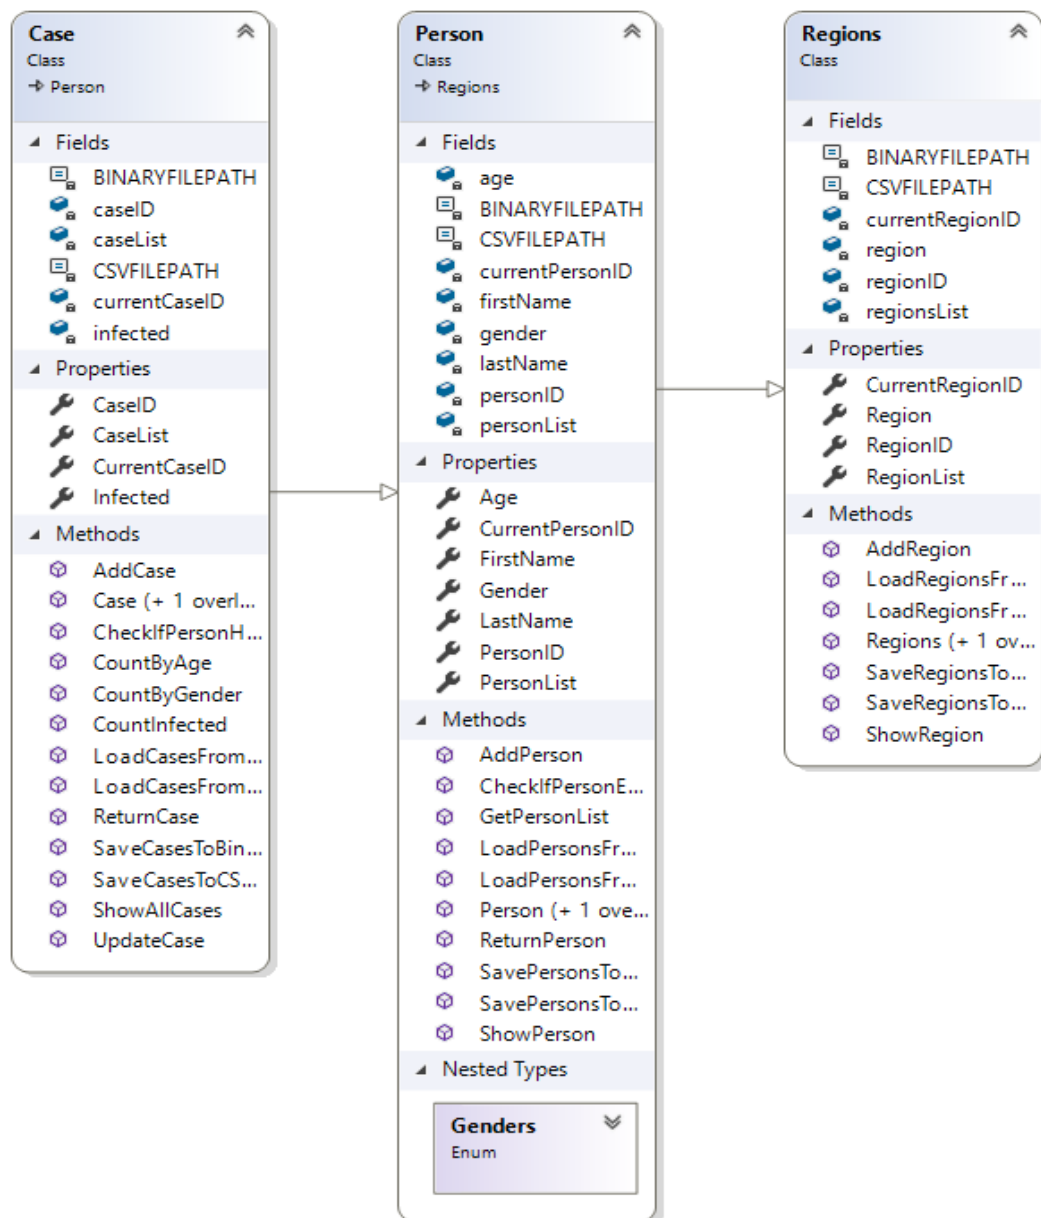 Case
Class
Person
Fields
BINARYFILEPATH
caseID
caseList
CSVFILEPATH
currentCaseID
infected
Properties
CaseID
CaseList
CurrentCaseID
Infected
Methods
AddCase
Case (+ 1 overl...
CheckIfPersonH...
CountByAge
CountByGender
CountInfected
LoadCasesFrom...
LoadCasesFrom...
ReturnCase
SaveCasesToBin...
SaveCasesToCS...
ShowAllCases
UpdateCase
Person
Class
Regions
Fields
age
BINARYFILEPATH
CSVFILEPATH
currentPersonID
firstName
gender
lastName
personID
personList
Properties
Age
CurrentPersonID
FirstName
Gender
LastName
PersonID
PersonList
Methods
AddPerson
CheckIfPersonE...
GetPersonList
LoadPersonsFr...
LoadPersonsFr...
Person (+ 1 ove...
ReturnPerson
SavePersonsTo...
SavePersonsTo...
ShowPerson
Nested Types
Genders
Enum
Regions
Class
Fields
BINARYFILEPATH
CSVFILEPATH
currentRegionID
region
regionID
regionsList
Properties
CurrentRegionID
Region
RegionID
RegionList
Methods
AddRegion
LoadRegionsFr...
LoadRegionsFr...
Regions (+ 1 ov...
SaveRegionsTo...
SaveRegionsTo...
ShowRegion